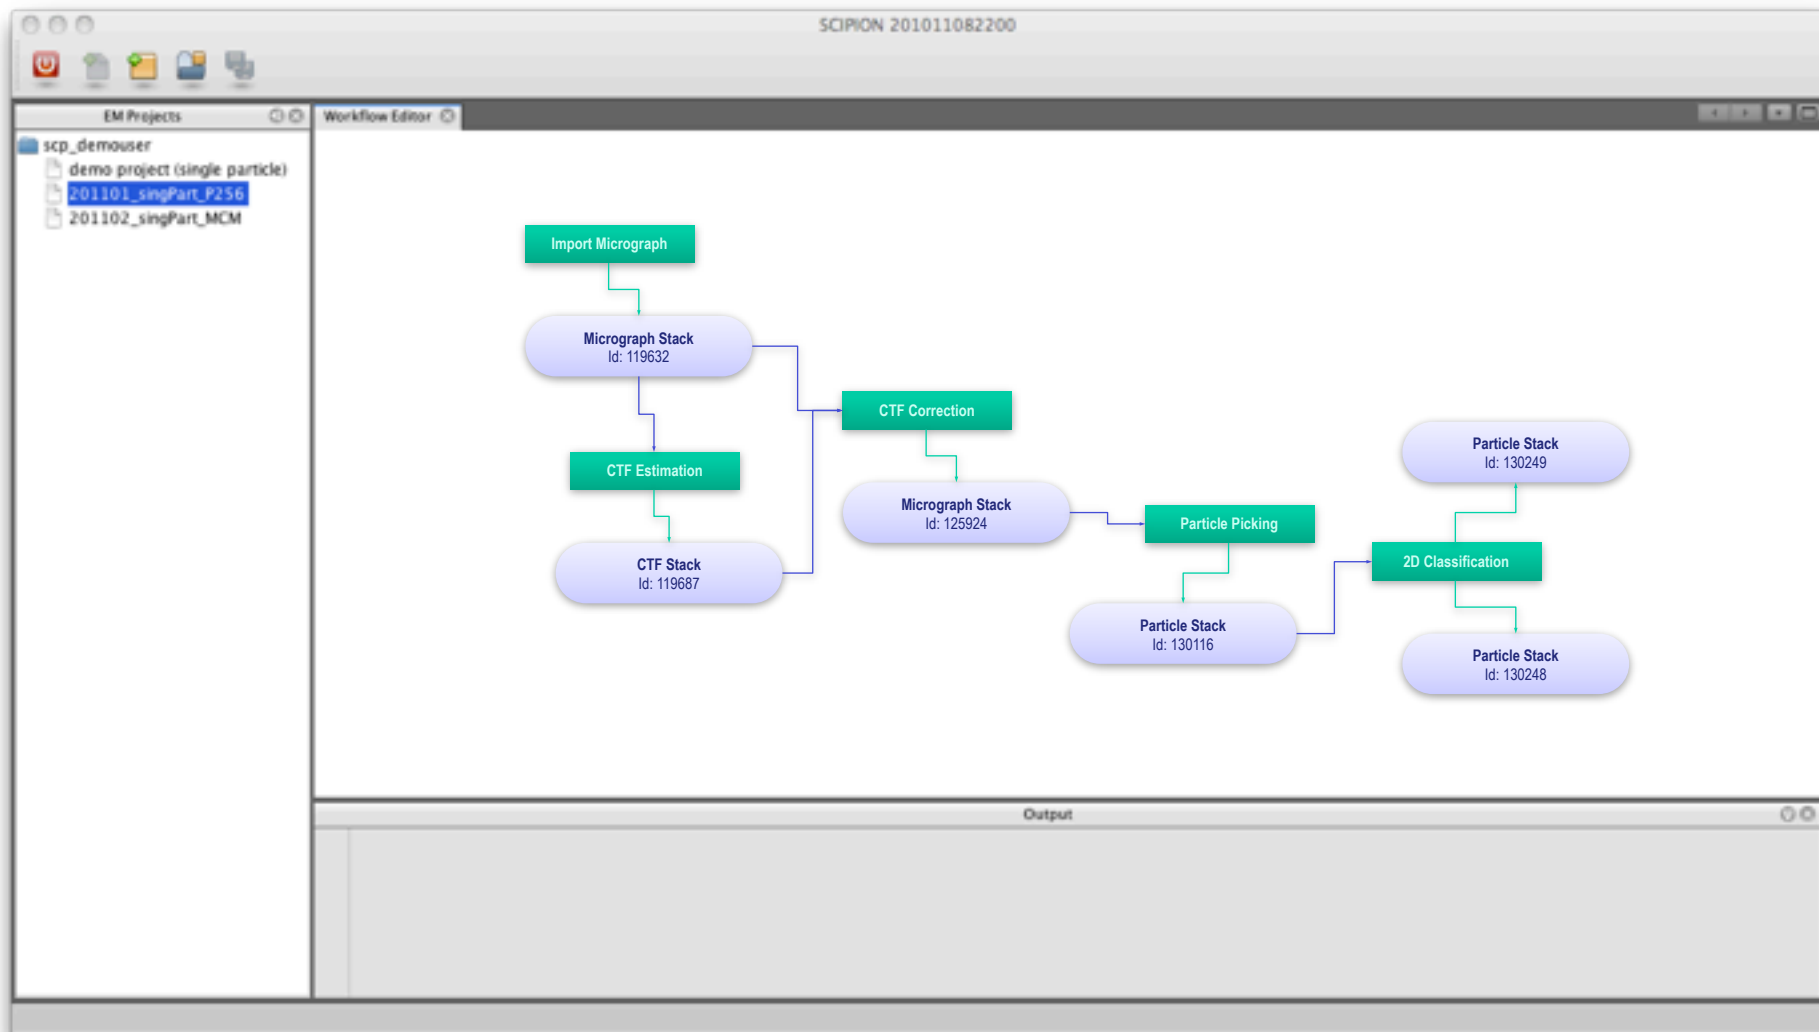 SCIPION 201011082200
EM Projects
Workflow Editor
scp_demouser
demo project (single particle)
201101_singPart_P256
201102_singPart_MCM
Import Micrograph
Micrograph Stack
Id: 119632
CTF Correction
CTF Estimation
Particle Stack
Id: 130249
Micrograph Stack
Id: 125924
Particle Picking
CTF Stack
Id: 119687
2D Classification
Particle Stack
Id: 130116
Particle Stack
Id: 130248
Output